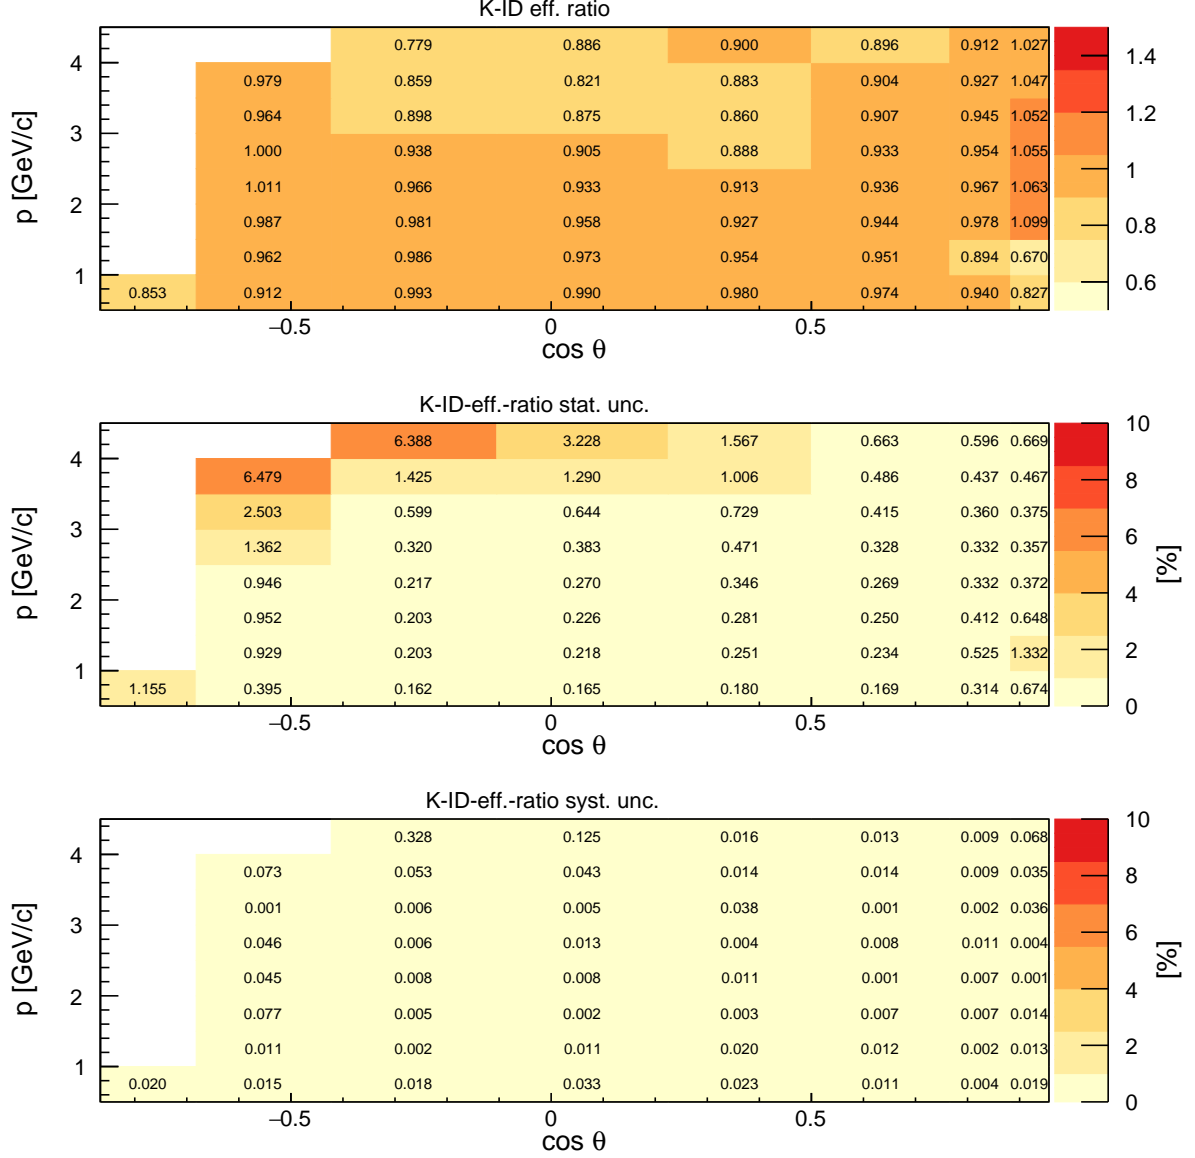 K-ID eff. ratio
0.779 0.886 0.900 0.896 0.912 1.027
0.979 0.859 0.821 0.883 0.904 0.927 1.047
0.964 0.898 0.875 0.860 0.907 0.945 1.052
1.000 0.938 0.905 0.888 0.933 0.954 1.055
1.011 0.966 0.933 0.913 0.936 0.967 1.063
0.987 0.981 0.958 0.927 0.944 0.978 1.099
0.962 0.986 0.973 0.954 0.951 0.894 0.670
0.853 0.912 0.993 0.990 0.980 0.974 0.940 0.827
4
3
2
1
p [GeV/c]
−0.5 0 0.5
cos θ
1.4
1.2
1
0.8
0.6
K-ID-eff.-ratio stat. unc.
6.388 3.228 1.567 0.663 0.596 0.669
6.479 1.425 1.290 1.006 0.486 0.437 0.467
2.503 0.599 0.644 0.729 0.415 0.360 0.375
1.362 0.320 0.383 0.471 0.328 0.332 0.357
0.946 0.217 0.270 0.346 0.269 0.332 0.372
0.952 0.203 0.226 0.281 0.250 0.412 0.648
0.929 0.203 0.218 0.251 0.234 0.525 1.332
1.155 0.395 0.162 0.165 0.180 0.169 0.314 0.674
4
3
2
1
p [GeV/c]
−0.5 0 0.5
cos θ
10
8
6
4
2
0
[%]
K-ID-eff.-ratio syst. unc.
0.328 0.125 0.016 0.013 0.009 0.068
0.073 0.053 0.043 0.014 0.014 0.009 0.035
0.001 0.006 0.005 0.038 0.001 0.002 0.036
0.046 0.006 0.013 0.004 0.008 0.011 0.004
0.045 0.008 0.008 0.011 0.001 0.007 0.001
0.077 0.005 0.002 0.003 0.007 0.007 0.014
0.011 0.002 0.011 0.020 0.012 0.002 0.013
0.020 0.015 0.018 0.033 0.023 0.011 0.004 0.019
4
3
2
1
p [GeV/c]
−0.5 0 0.5
cos θ
10
8
6
4
2
0
[%]